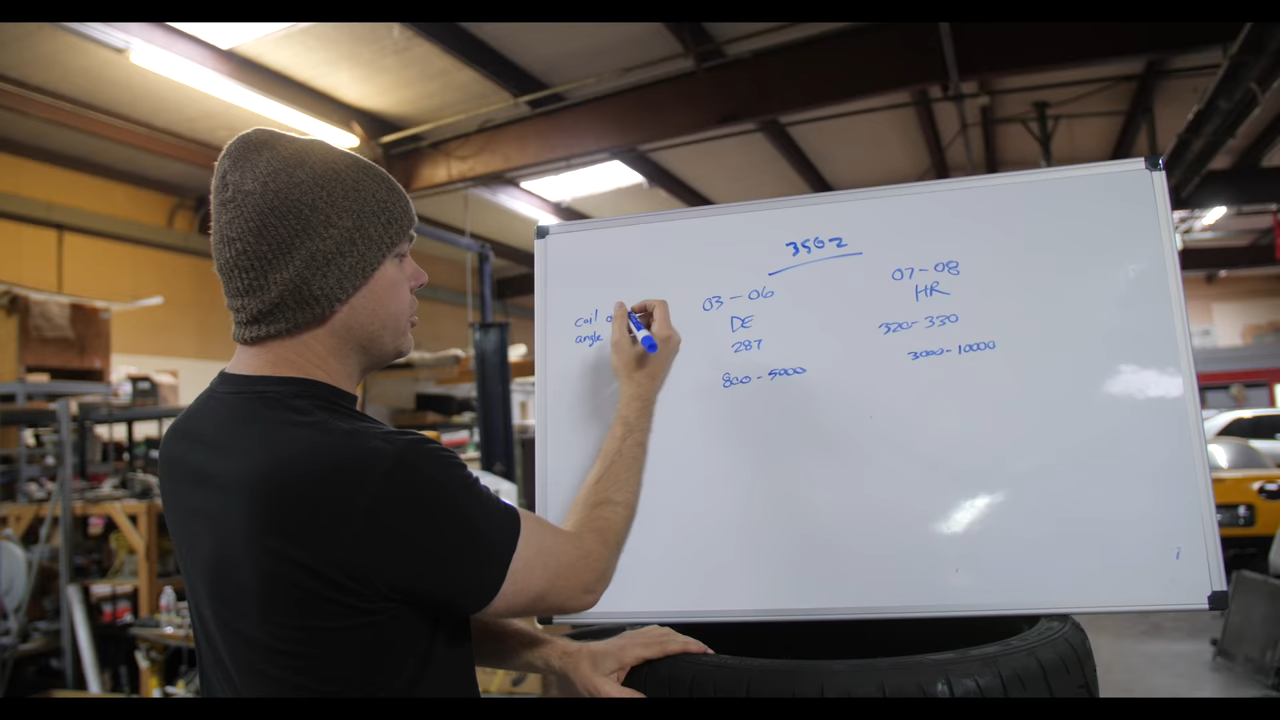 350Z
03-06
DE
287
800-5000
07-08
HR
320-330
3000-10000
coil
angle